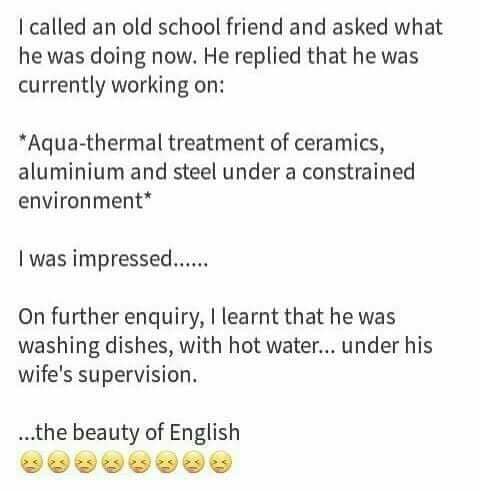 I called an old school friend and asked what
he was doing now. He replied that he was
currently working on:
*Aqua-thermal treatment of ceramics,
aluminium and steel under a constrained
environment*
I was impressed......
On further enquiry, I learnt that he was
washing dishes, with hot water... under his
wife's supervision.
...the beauty of English